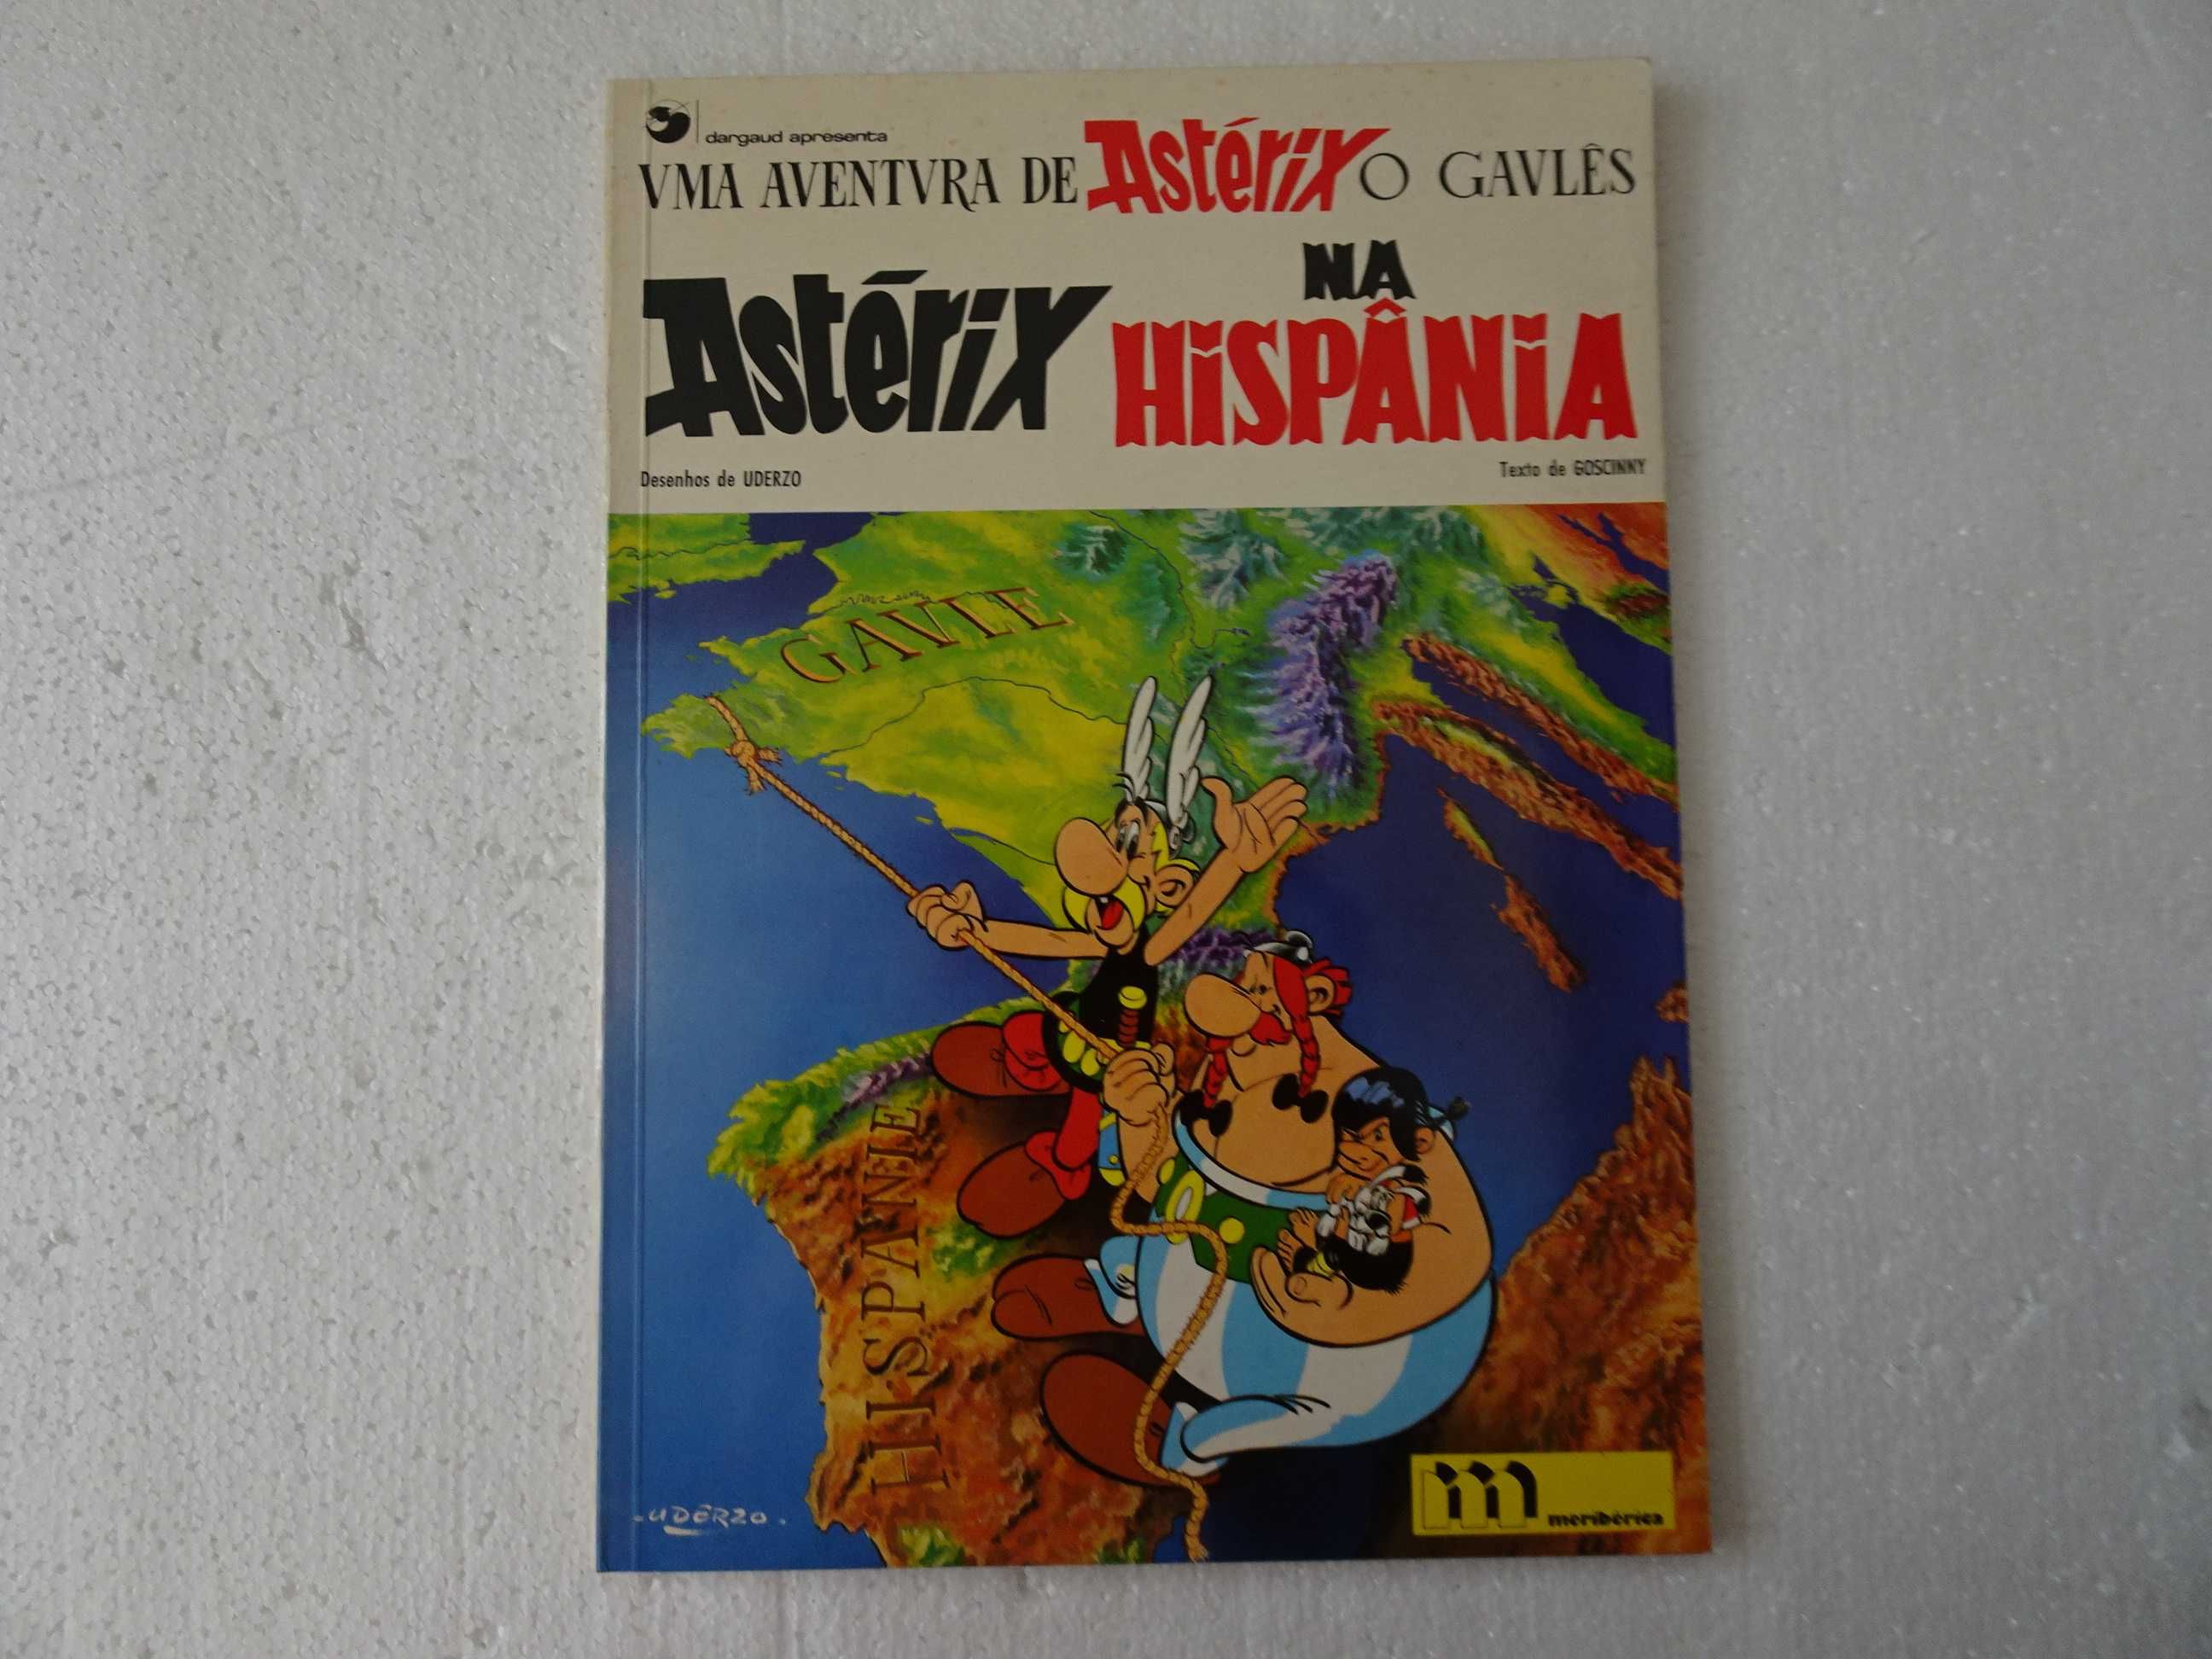 dargaud apresenta
VMA AVENTVRA DE Astérix O GAVLÊS
Astérix NA HiSPÂNiA
Desenhos de UDERZO
Texto de GOSCINNY
GAVLE
HISPANIE
UDERZO.
meribérica